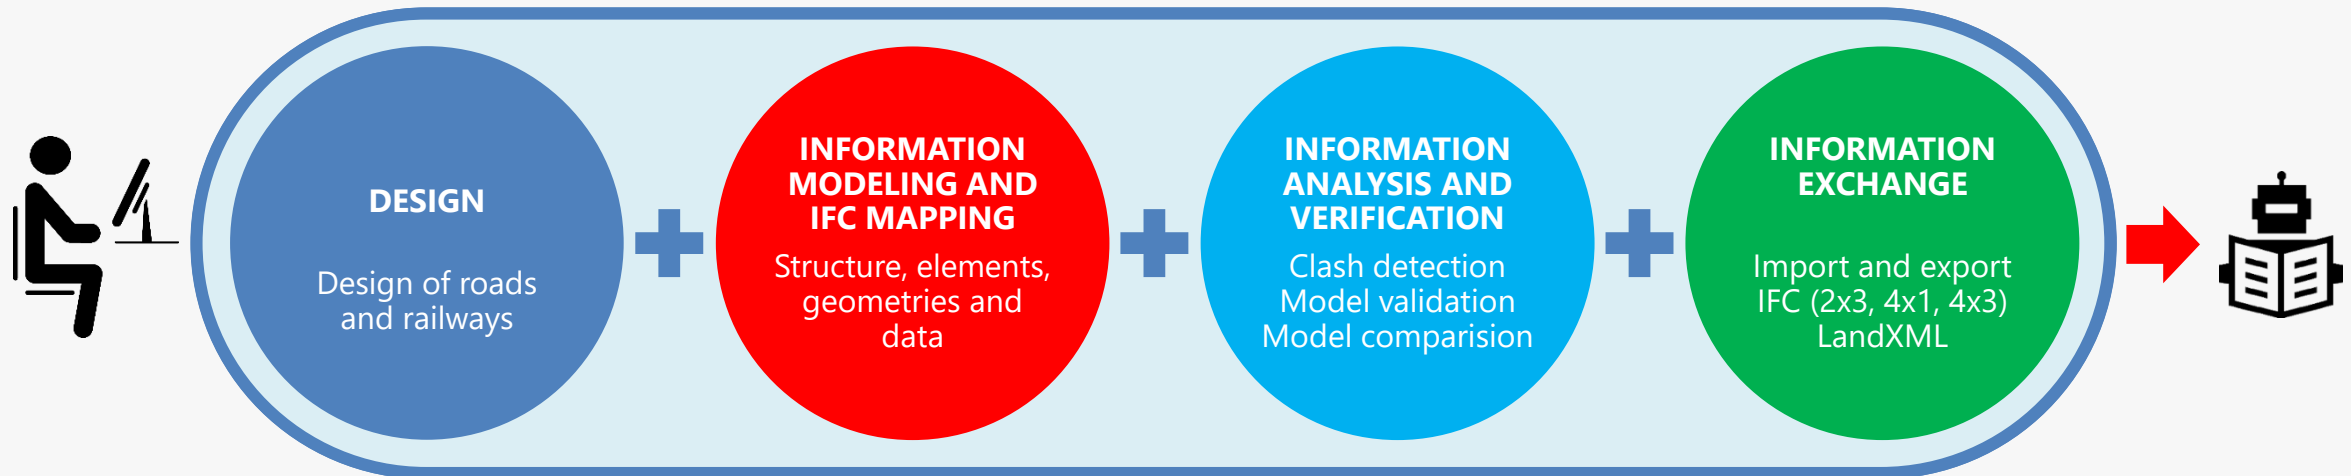 DESIGN
Design of roads
and railways
INFORMATION
MODELING AND
IFC MAPPING
Structure, elements,
geometries and
data
INFORMATION
ANALYSIS AND
VERIFICATION
Clash detection
Model validation
Model comparision
INFORMATION
EXCHANGE
Import and export
IFC (2x3, 4x1, 4x3)
LandXML